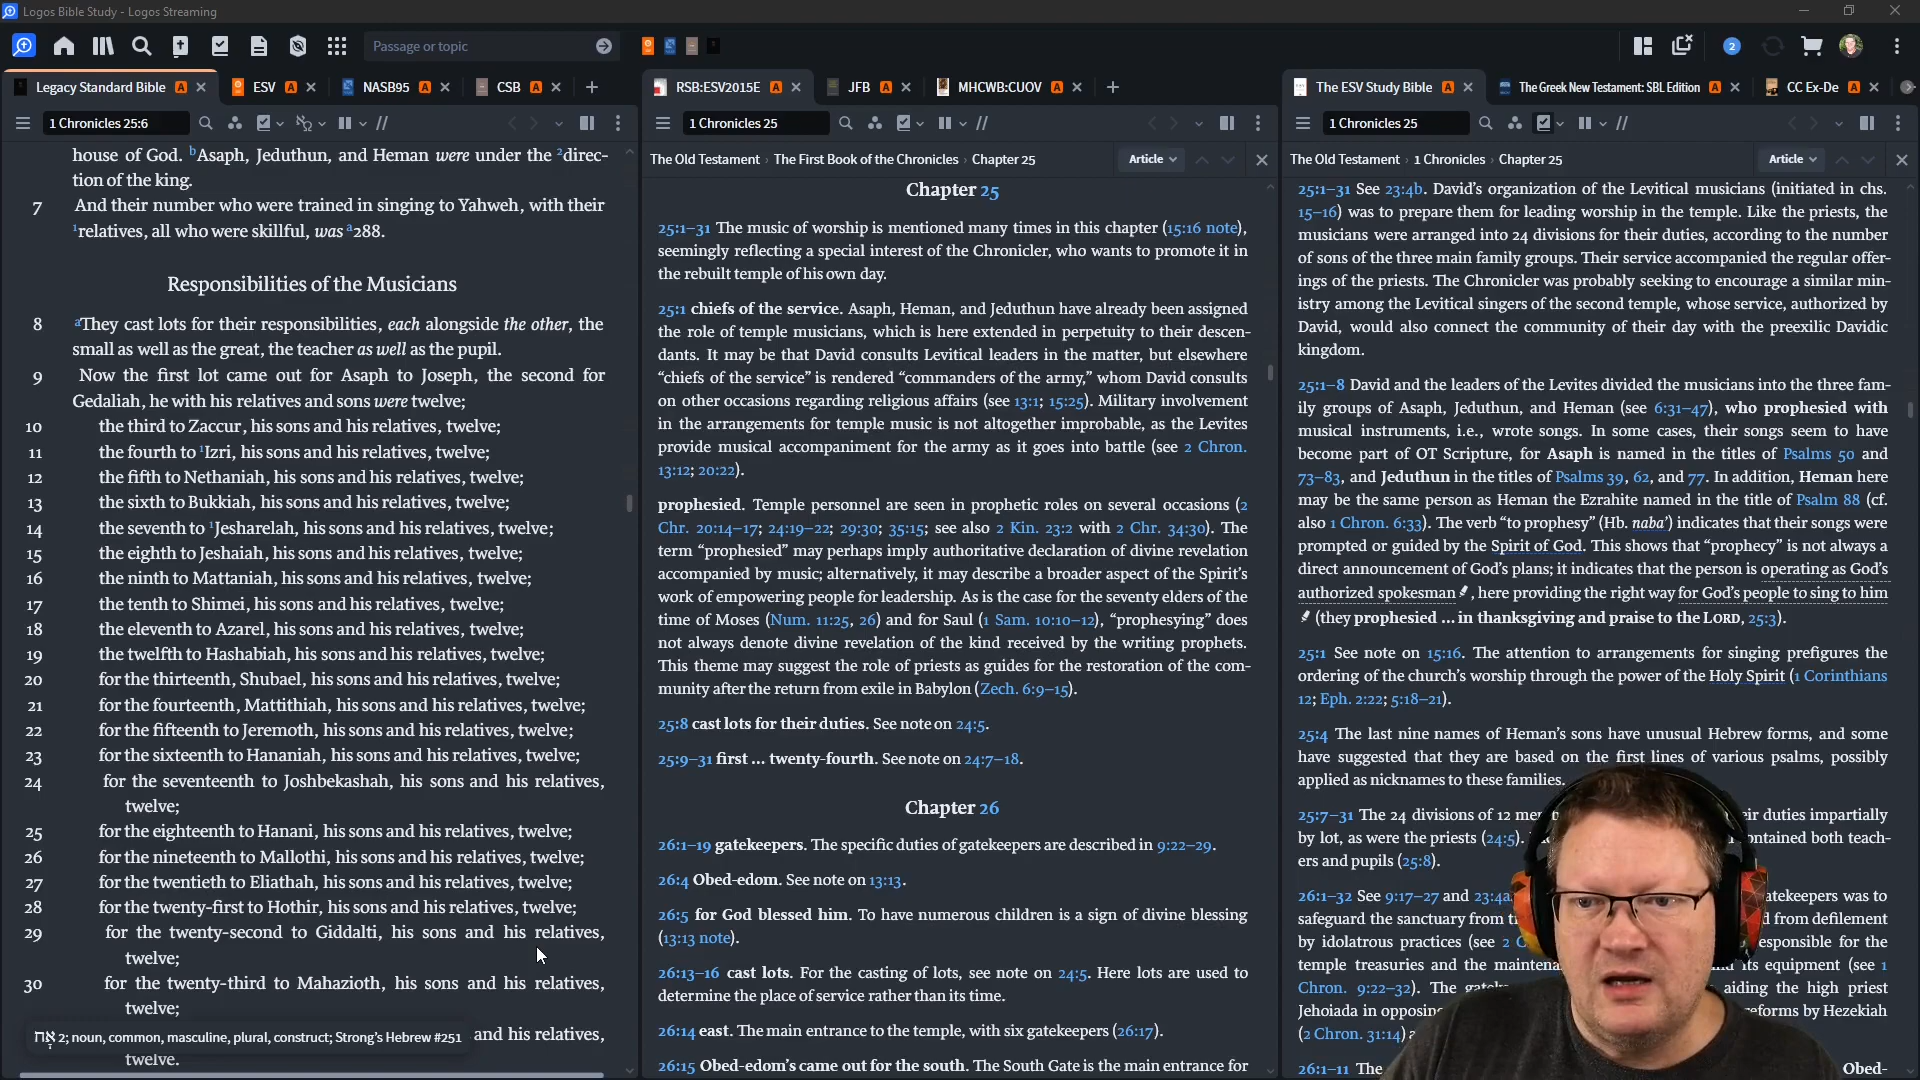 Logos Bible Study - Logos Streaming
Passage or topic
2
Legacy Standard Bible A
ESV A
NASB95 A
CSB A
RSB:ESV2015E A
JFB A
MHCWB:CUOV A
The ESV Study Bible A
The Greek New Testament: SBL Edition A
CC Ex-De A
1 Chronicles 25:6
1 Chronicles 25
1 Chronicles 25
house of God. bAsaph, Jeduthun, and Heman were under the 2direc-
tion of the king.
7 And their number who were trained in singing to Yahweh, with their
1relatives, all who were skillful, was a288.
Responsibilities of the Musicians
8 aThey cast lots for their responsibilities, each alongside the other, the
small as well as the great, the teacher as well as the pupil.
9 Now the first lot came out for Asaph to Joseph, the second for
Gedaliah, he with his relatives and sons were twelve;
10 the third to Zaccur, his sons and his relatives, twelve;
11 the fourth to 1Izri, his sons and his relatives, twelve;
12 the fifth to Nethaniah, his sons and his relatives, twelve;
13 the sixth to Bukkiah, his sons and his relatives, twelve;
14 the seventh to 1Jesharelah, his sons and his relatives, twelve;
15 the eighth to Jeshaiah, his sons and his relatives, twelve;
16 the ninth to Mattaniah, his sons and his relatives, twelve;
17 the tenth to Shimei, his sons and his relatives, twelve;
18 the eleventh to Azarel, his sons and his relatives, twelve;
19 the twelfth to Hashabiah, his sons and his relatives, twelve;
20 for the thirteenth, Shubael, his sons and his relatives, twelve;
21 for the fourteenth, Mattithiah, his sons and his relatives, twelve;
22 for the fifteenth to Jeremoth, his sons and his relatives, twelve;
23 for the sixteenth to Hananiah, his sons and his relatives, twelve;
24 for the seventeenth to Joshbekashah, his sons and his relatives,
twelve;
25 for the eighteenth to Hanani, his sons and his relatives, twelve;
26 for the nineteenth to Mallothi, his sons and his relatives, twelve;
27 for the twentieth to Eliathah, his sons and his relatives, twelve;
28 for the twenty-first to Hothir, his sons and his relatives, twelve;
29 for the twenty-second to Giddalti, his sons and his relatives,
twelve;
30 for the twenty-third to Mahazioth, his sons and his relatives,
twelve;
and his relatives,
twelve.
אָח 2; noun, common, masculine, plural, construct; Strong's Hebrew #251
The Old Testament › The First Book of the Chronicles › Chapter 25
Article
Chapter 25
25:1–31 The music of worship is mentioned many times in this chapter (15:16 note),
seemingly reflecting a special interest of the Chronicler, who wants to promote it in
the rebuilt temple of his own day.
25:1 chiefs of the service. Asaph, Heman, and Jeduthun have already been assigned
the role of temple musicians, which is here extended in perpetuity to their descen-
dants. It may be that David consults Levitical leaders in the matter, but elsewhere
“chiefs of the service” is rendered “commanders of the army,” whom David consults
on other occasions regarding religious affairs (see 13:1; 15:25). Military involvement
in the arrangements for temple music is not altogether improbable, as the Levites
provide musical accompaniment for the army as it goes into battle (see 2 Chron.
13:12; 20:22).
prophesied. Temple personnel are seen in prophetic roles on several occasions (2
Chr. 20:14–17; 24:19–22; 29:30; 35:15; see also 2 Kin. 23:2 with 2 Chr. 34:30). The
term “prophesied” may perhaps imply authoritative declaration of divine revelation
accompanied by music; alternatively, it may describe a broader aspect of the Spirit’s
work of empowering people for leadership. As is the case for the seventy elders of the
time of Moses (Num. 11:25, 26) and for Saul (1 Sam. 10:10–12), “prophesying” does
not always denote divine revelation of the kind received by the writing prophets.
This theme may suggest the role of priests as guides for the restoration of the com-
munity after the return from exile in Babylon (Zech. 6:9–15).
25:8 cast lots for their duties. See note on 24:5.
25:9–31 first ... twenty-fourth. See note on 24:7–18.
Chapter 26
26:1–19 gatekeepers. The specific duties of gatekeepers are described in 9:22–29.
26:4 Obed-edom. See note on 13:13.
26:5 for God blessed him. To have numerous children is a sign of divine blessing
(13:13 note).
26:13–16 cast lots. For the casting of lots, see note on 24:5. Here lots are used to
determine the place of service rather than its time.
26:14 east. The main entrance to the temple, with six gatekeepers (26:17).
26:15 Obed-edom’s came out for the south. The South Gate is the main entrance for
The Old Testament › 1 Chronicles › Chapter 25
Article
25:1–31 See 23:4b. David’s organization of the Levitical musicians (initiated in chs.
15–16) was to prepare them for leading worship in the temple. Like the priests, the
musicians were arranged into 24 divisions for their duties, according to the number
of sons of the three main family groups. Their service accompanied the regular offer-
ings of the priests. The Chronicler was probably seeking to encourage a similar min-
istry among the Levitical singers of the second temple, whose service, authorized by
David, would also connect the community of their day with the preexilic Davidic
kingdom.
25:1–8 David and the leaders of the Levites divided the musicians into the three fam-
ily groups of Asaph, Jeduthun, and Heman (see 6:31–47), who prophesied with
musical instruments, i.e., wrote songs. In some cases, their songs seem to have
become part of OT Scripture, for Asaph is named in the titles of Psalms 50 and
73–83, and Jeduthun in the titles of Psalms 39, 62, and 77. In addition, Heman here
may be the same person as Heman the Ezrahite named in the title of Psalm 88 (cf.
also 1 Chron. 6:33). The verb “to prophesy” (Hb. naba’) indicates that their songs were
prompted or guided by the Spirit of God. This shows that “prophecy” is not always a
direct announcement of God’s plans; it indicates that the person is operating as God’s
authorized spokesman, here providing the right way for God’s people to sing to him
(they prophesied ... in thanksgiving and praise to the LORD, 25:3).
25:1 See note on 15:16. The attention to arrangements for singing prefigures the
ordering of the church’s worship through the power of the Holy Spirit (1 Corinthians
12; Eph. 2:22; 5:18–21).
25:4 The last nine names of Heman’s sons have unusual Hebrew forms, and some
have suggested that they are based on the first lines of various psalms, possibly
applied as nicknames to these families.
25:7–31 The 24 divisions of 12 duties impartially
by lot, as were the priests (24:5). both teach-
ers and pupils (25:8).
26:1–32 See 9:17–27 and 23:4a was to
safeguard the sanctuary from from defilement
by idolatrous practices (see 2 responsible for the
temple treasuries and the its equipment (see 1
Chron. 9:22–32). The aiding the high priest
Jehoiada in by Hezekiah
(2 Chron. 31:14)
26:1–11 The Obed-